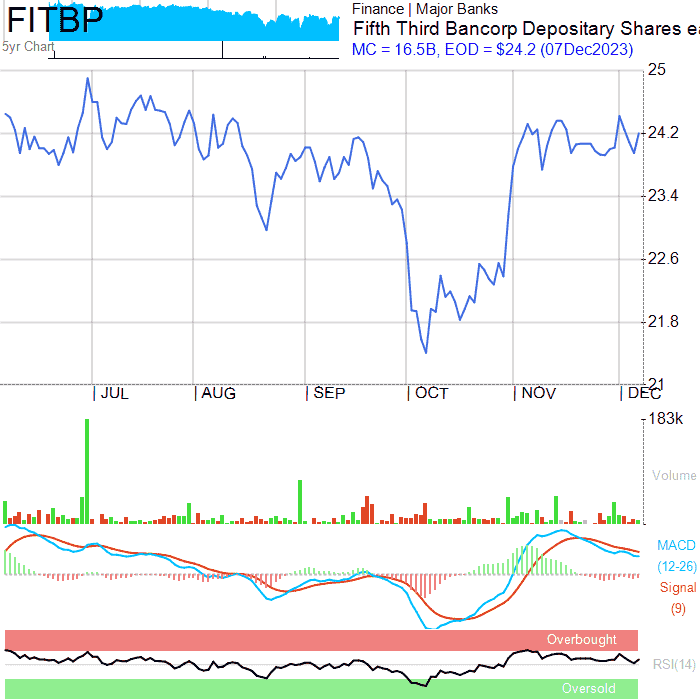 FITBP
5yr Chart
Finance | Major Banks
Fifth Third Bancorp Depositary Shares ea
MC = 16.5B, EOD = $24.2 (07Dec2023)
25
24.2
23.4
22.6
21.8
21
JUL AUG SEP OCT NOV DEC
183k
Volume
MACD
(12-26)
Signal
(9)
Overbought
RSI(14)
Oversold